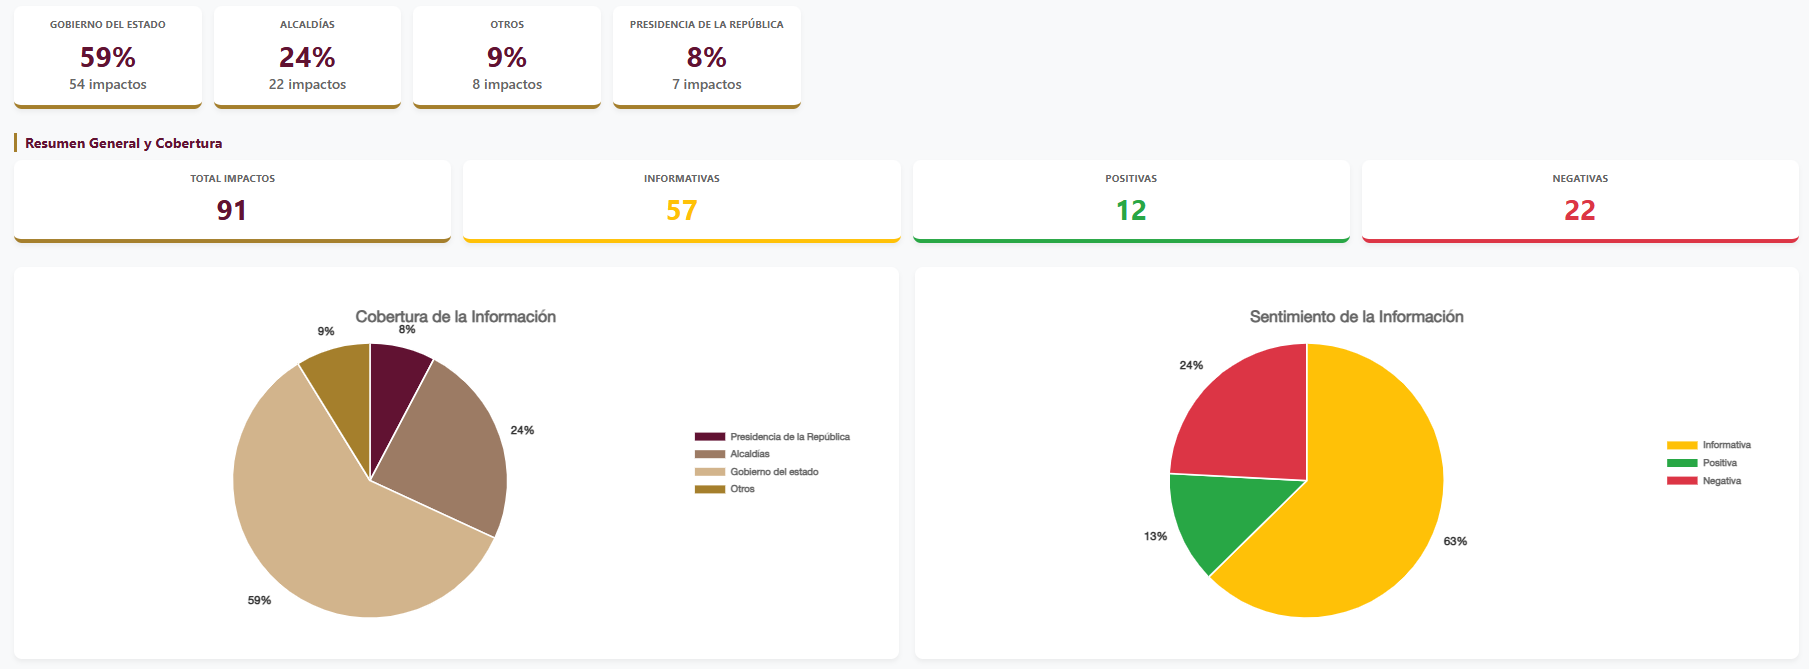 GOBIERNO DEL ESTADO
59%
54 impactos
ALCALDÍAS
24%
22 impactos
OTROS
9%
8 impactos
PRESIDENCIA DE LA REPÚBLICA
8%
7 impactos
Resumen General y Cobertura
TOTAL IMPACTOS
91
INFORMATIVAS
57
POSITIVAS
12
NEGATIVAS
22
Cobertura de la Información
9%
8%
24%
59%
Presidencia de la República
Alcaldías
Gobierno del estado
Otros
Sentimiento de la Información
24%
13%
63%
Informativa
Positiva
Negativa